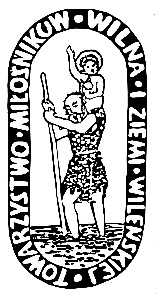 TOWARZYSTWO · MIŁOŚNIKÓW · WILNA · I ZIEMI · WILEŃSKIEJ ·